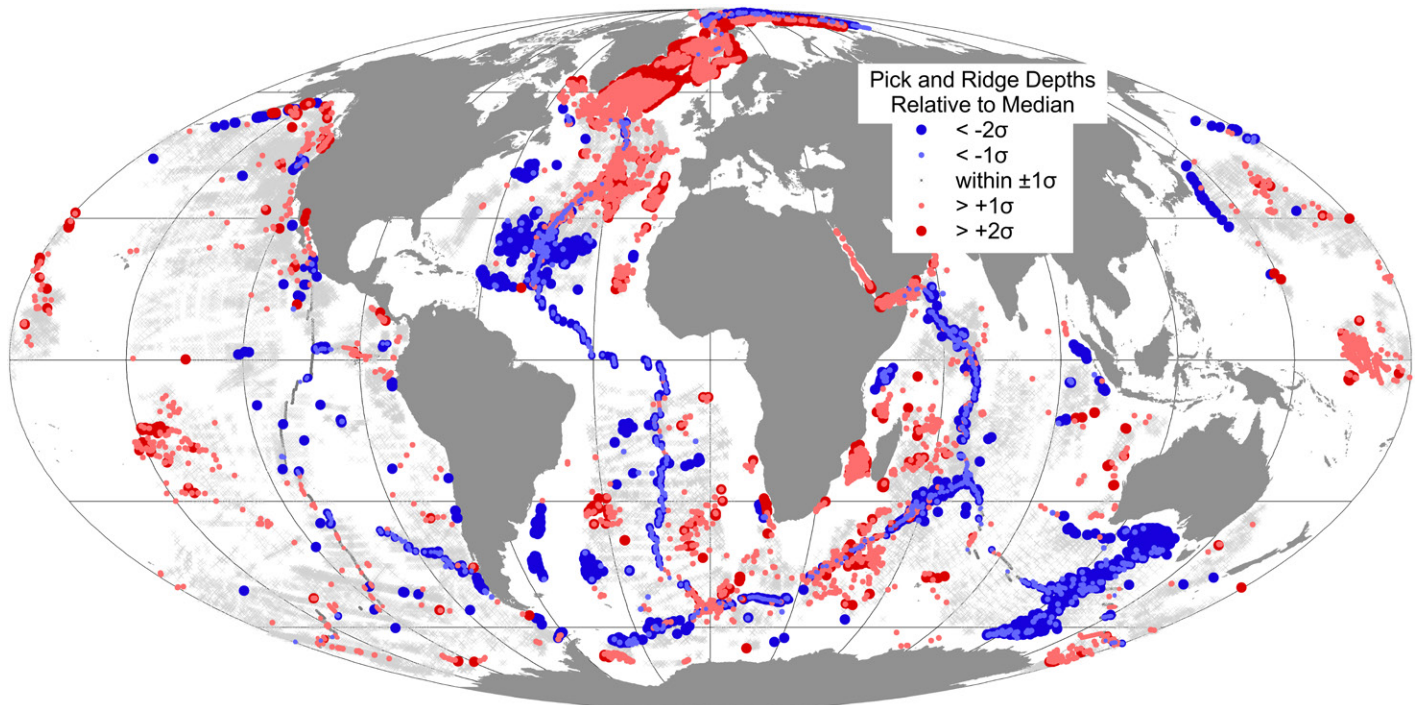 Pick and Ridge Depths
Relative to Median
< -2σ
< -1σ
within ±1σ
> +1σ
> +2σ